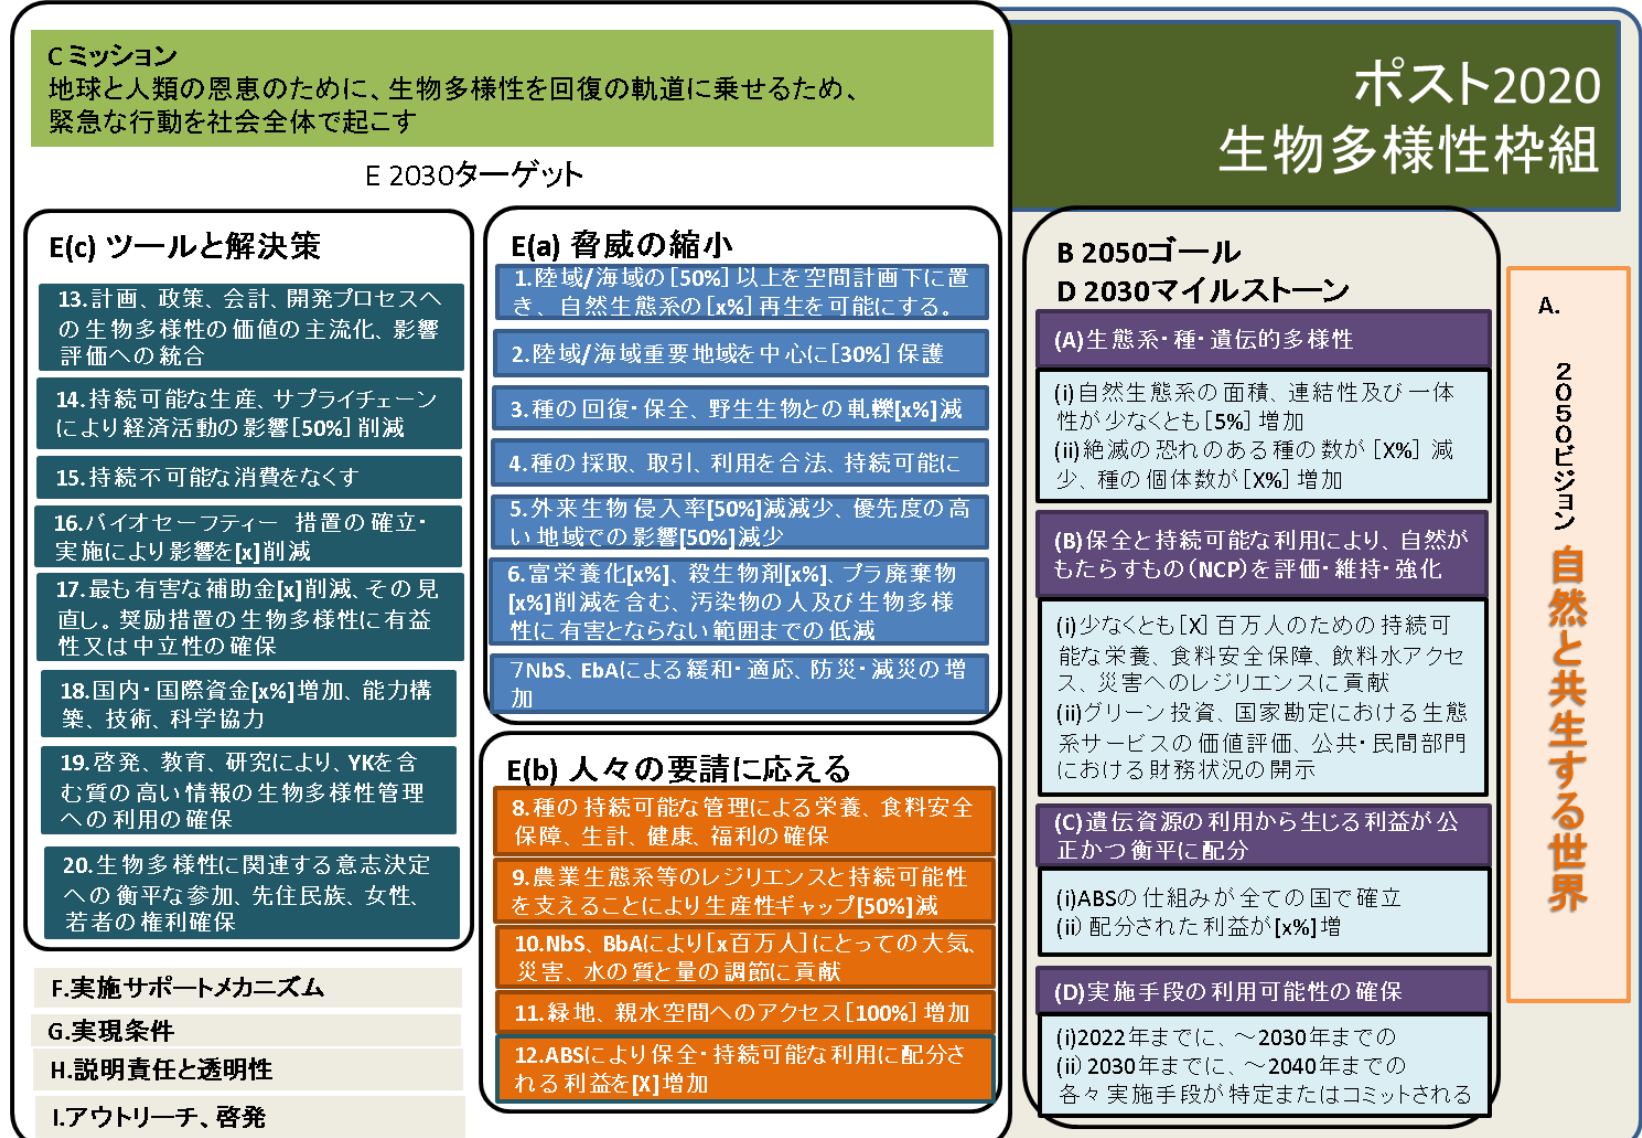 C ミッション
地球と人類の恩恵のために、生物多様性を回復の軌道に乗せるため、
緊急な行動を社会全体で起こす
ポスト2020
生物多様性枠組
E 2030ターゲット
E(c) ツールと解決策
13.計画、政策、会計、開発プロセスへ
の生物多様性の価値の主流化、影響
評価への統合
14.持続可能な生産、サプライチェーン
により経済活動の影響[50%]削減
15.持続不可能な消費をなくす
16.バイオセーフティー 措置の確立・
実施により影響を[x]削減
17.最も有害な補助金[x]削減、その見
直し。奨励措置の生物多様性に有益
性又は中立性の確保
18.国内・国際資金[x%]増加、能力構
築、技術、科学協力
19.啓発、教育、研究により、YKを含
む質の高い情報の生物多様性管理
への利用の確保
20.生物多様性に関連する意志決定
への衡平な参加、先住民族、女性、
若者の権利確保
F.実施サポートメカニズム
G.実現条件
H.説明責任と透明性
I.アウトリーチ、啓発
E(a) 脅威の縮小
1.陸域/海域の[50%]以上を空間計画下に置
き、自然生態系の[x%]再生を可能にする。
2.陸域/海域重要地域を中心に[30%]保護
3.種の回復・保全、野生生物との軋轢[x%]減
4.種の採取、取引、利用を合法、持続可能に
5.外来生物侵入率[50%]減減少、優先度の高
い地域での影響[50%]減少
6.富栄養化[x%]、殺生物剤[x%]、プラ廃棄物
[x%]削減を含む、汚染物の人及び生物多様
性に有害とならない範囲までの低減
7NbS、EbAによる緩和・適応、防災・減災の増
加
E(b) 人々の要請に応える
8.種の持続可能な管理による栄養、食料安全
保障、生計、健康、福利の確保
9.農業生態系等のレジリエンスと持続可能性
を支えることにより生産性ギャップ[50%]減
10.NbS、BbAにより[x百万人]にとっての大気、
災害、水の質と量の調節に貢献
11.緑地、親水空間へのアクセス[100%]増加
12.ABSにより保全・持続可能な利用に配分さ
れる利益を[X]増加
B 2050ゴール
D 2030マイルストーン
(A)生態系・種・遺伝的多様性
(i)自然生態系の面積、連結性及び一体
性が少なくとも[5%]増加
(ii)絶滅の恐れのある種の数が[X%]減
少、種の個体数が[X%]増加
(B)保全と持続可能な利用により、自然が
もたらすもの(NCP)を評価・維持・強化
(i)少なくとも[X]百万人のための持続可
能な栄養、食料安全保障、飲料水アクセ
ス、災害へのレジリエンスに貢献
(ii)グリーン投資、国家勘定における生態
系サービスの価値評価、公共・民間部門
における財務状況の開示
(C)遺伝資源の利用から生じる利益が公
正かつ衡平に配分
(i)ABSの仕組みが全ての国で確立
(ii) 配分された利益が[x%]増
(D)実施手段の利用可能性の確保
(i)2022年までに、～2030年までの
(ii)2030年までに、～2040年までの
各々実施手段が特定またはコミットされる
A.
2050ビジョン 自然と共生する世界